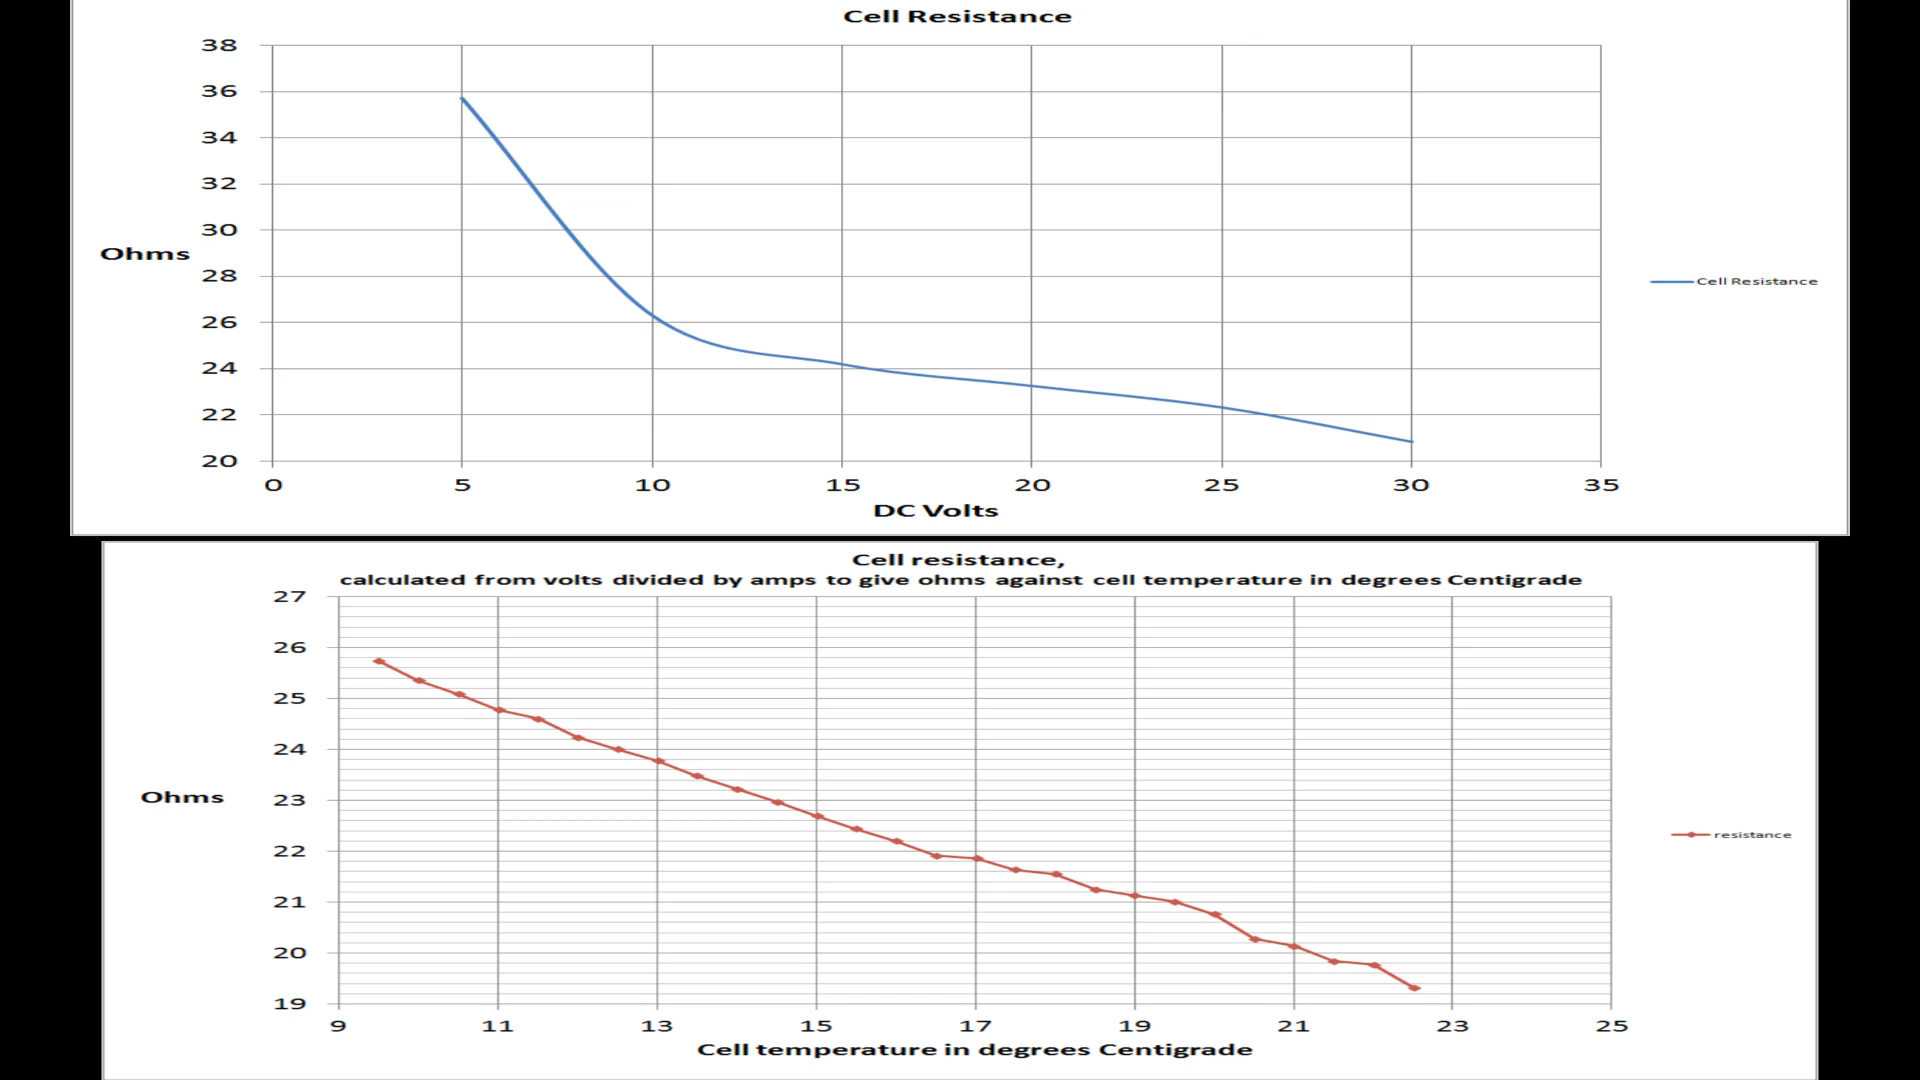 Cell Resistance
38
36
34
32
30
28
26
24
22
20
Ohms
0 5 10 15 20 25 30 35
DC Volts
Cell Resistance
Cell resistance,
calculated from volts divided by amps to give ohms against cell temperature in degrees Centigrade
27
26
25
24
23
22
21
20
19
Ohms
9 11 13 15 17 19 21 23 25
Cell temperature in degrees Centigrade
resistance